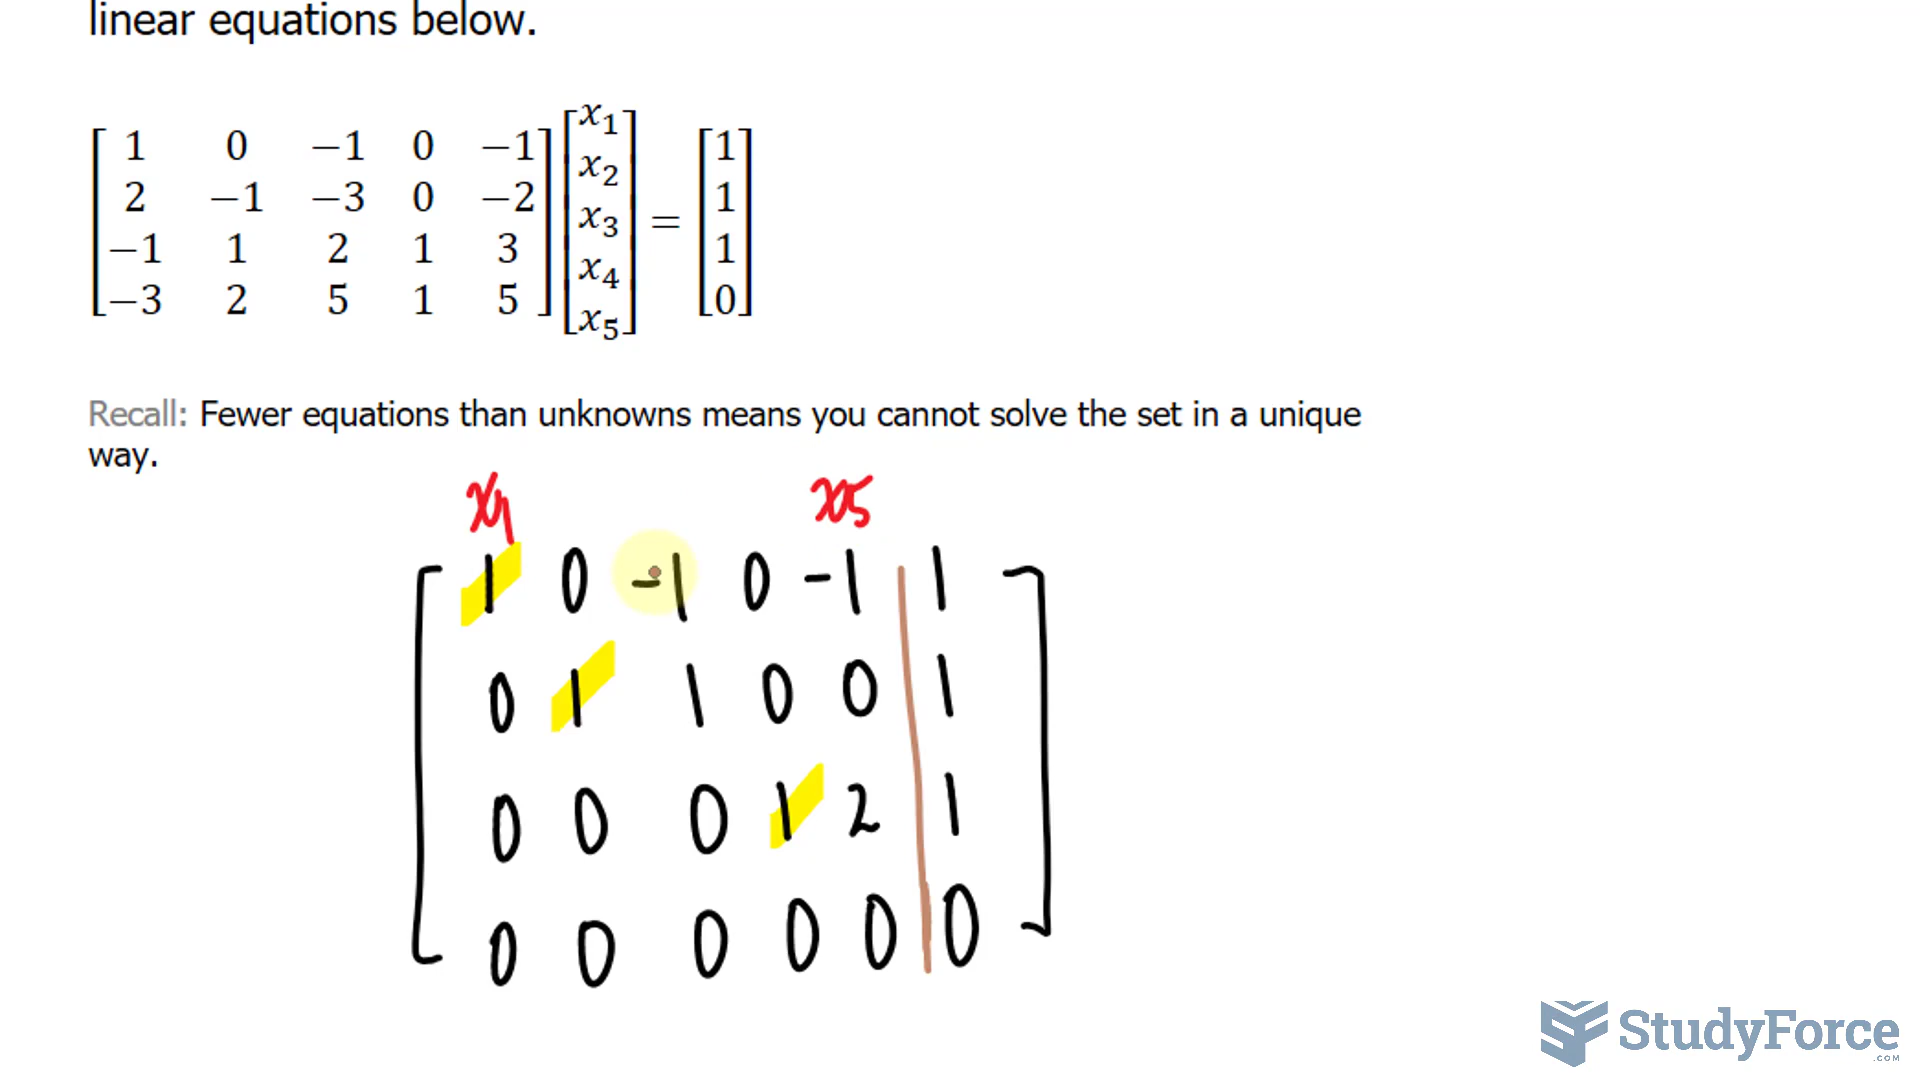 linear equations below.
[1 0 −1 0 −1] [x₁] [1]
[2 −1 −3 0 −2] [x₂] [1]
[−1 1 2 1 3] [x₃] = [1]
[−3 2 5 1 5] [x₄] [0]
[x₅]
Recall: Fewer equations than unknowns means you cannot solve the set in a unique
way.
x1 x5
1 0 -1 0 -1 | 1
0 1 1 0 0 | 1
0 0 0 1 2 | 1
0 0 0 0 0 | 0
StudyForce
.COM